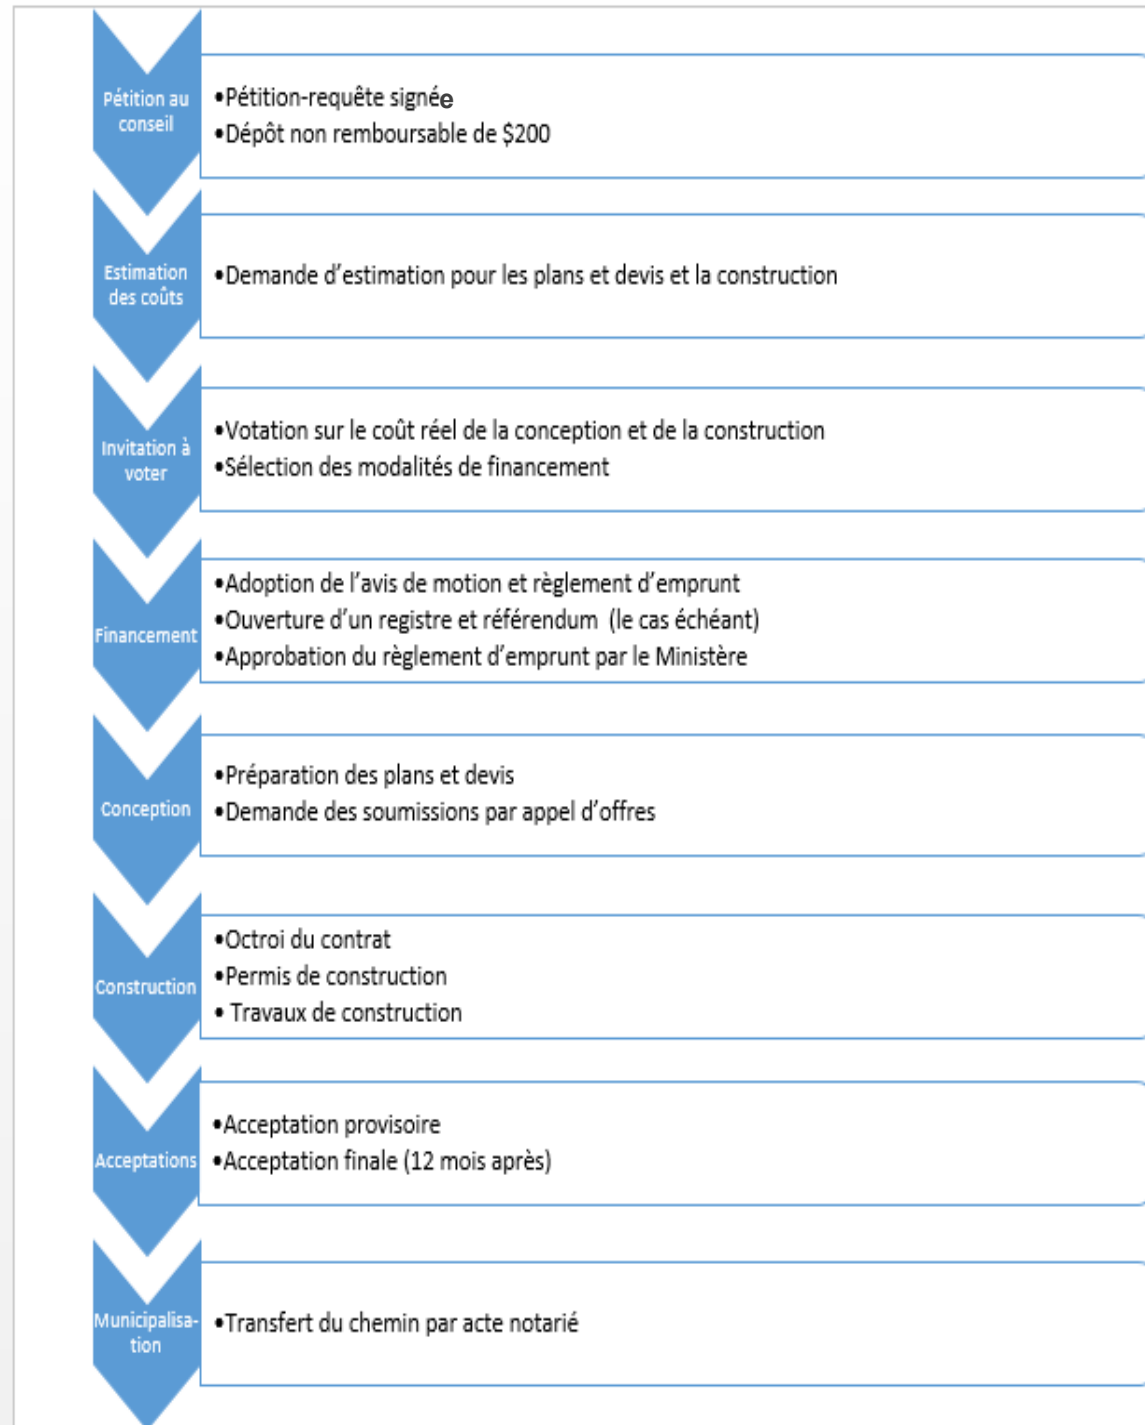 Pétition au
conseil
•Pétition-requête signée
•Dépôt non remboursable de $200
Estimation
des coûts
•Demande d'estimation pour les plans et devis et la construction
Invitation à
voter
•Votation sur le coût réel de la conception et de la construction
•Sélection des modalités de financement
Financement
•Adoption de l'avis de motion et règlement d'emprunt
•Ouverture d'un registre et référendum (le cas échéant)
•Approbation du règlement d'emprunt par le Ministère
Conception
•Préparation des plans et devis
•Demande des soumissions par appel d'offres
Construction
•Octroi du contrat
•Permis de construction
• Travaux de construction
Acceptations
•Acceptation provisoire
•Acceptation finale (12 mois après)
Municipalisa-
tion
•Transfert du chemin par acte notarié